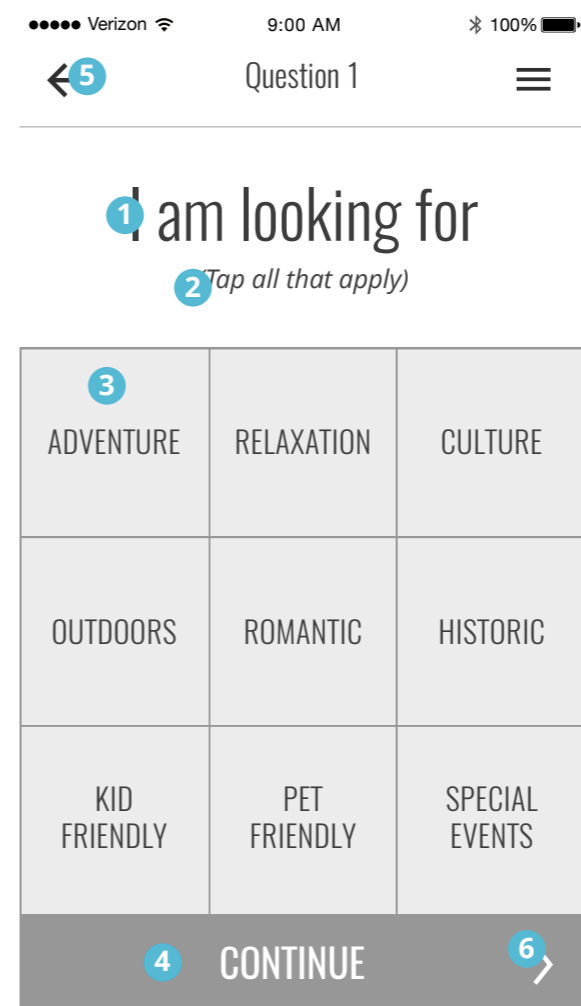 Verizon 9:00 AM 100%
5 Question 1
1 I am looking for
2 (Tap all that apply)
3
ADVENTURE RELAXATION CULTURE
OUTDOORS ROMANTIC HISTORIC
KID PET SPECIAL
FRIENDLY FRIENDLY EVENTS
4 CONTINUE 6